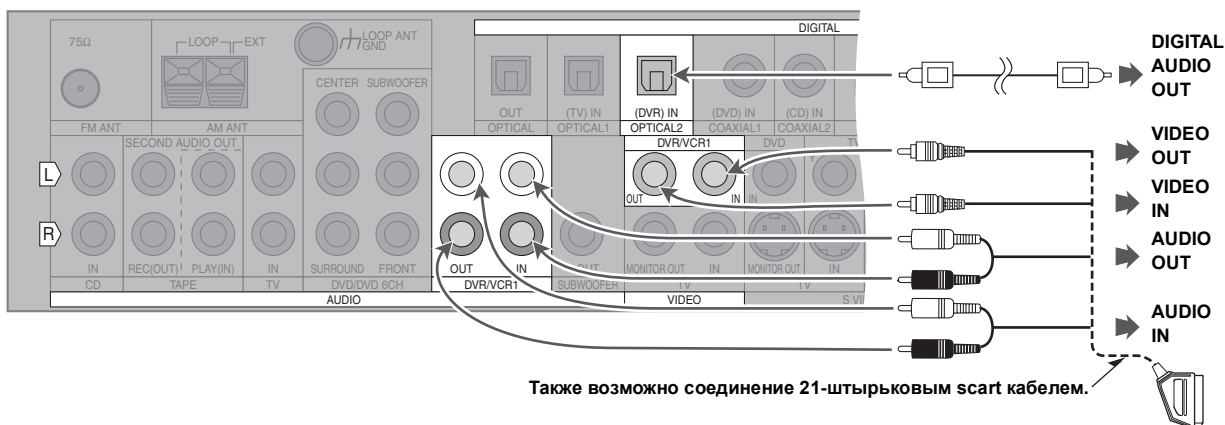 DIGITAL
75Ω
LOOP
EXT
LOOP ANT
GND
CENTER SUBWOOFER
DIGITAL
AUDIO
OUT
OUT
(TV) IN
(DVR) IN
(DVD) IN
(CD) IN
FM ANT
AM ANT
OPTICAL
OPTICAL1
OPTICAL2
COAXIAL1
COAXIAL2
SECOND AUDIO OUT
DVR/VCR1
DVD
TV
Y
VIDEO
OUT
L
OUT
IN
IN
VIDEO
IN
R
AUDIO
OUT
IN
REC(OUT)
PLAY(IN)
IN
SURROUND
FRONT
OUT
IN
OUT
MONITOR OUT
IN
MONITOR OUT
IN
CD
TAPE
TV
DVD/DVD 6CH
DVR/VCR1
SUBWOOFER
TV
TV
AUDIO
VIDEO
S VI
AUDIO
IN
Также возможно соединение 21-штырьковым scart кабелем.